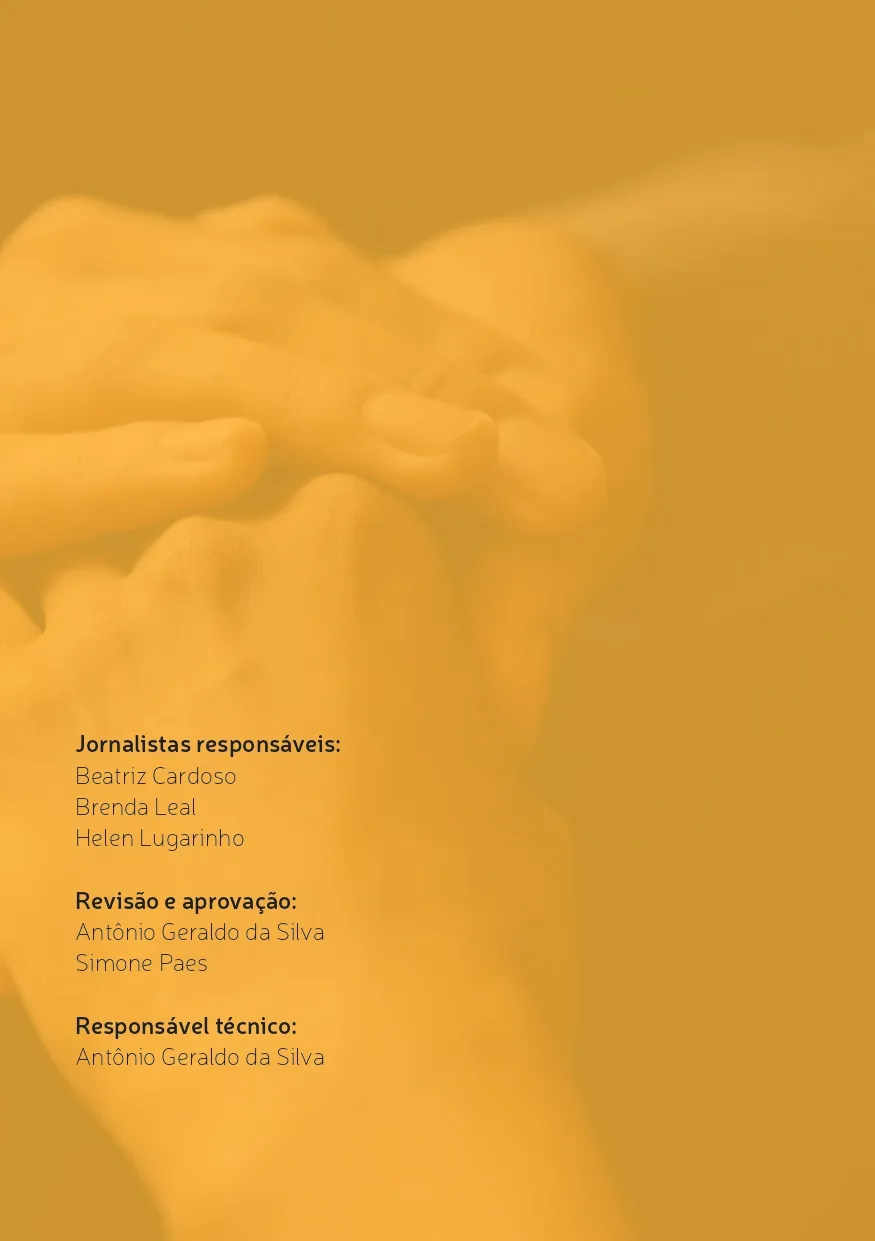 Jornalistas responsáveis:
Beatriz Cardoso
Brenda Leal
Helen Lugarinho
Revisão e aprovação:
Antônio Geraldo da Silva
Simone Paes
Responsável técnico:
Antônio Geraldo da Silva